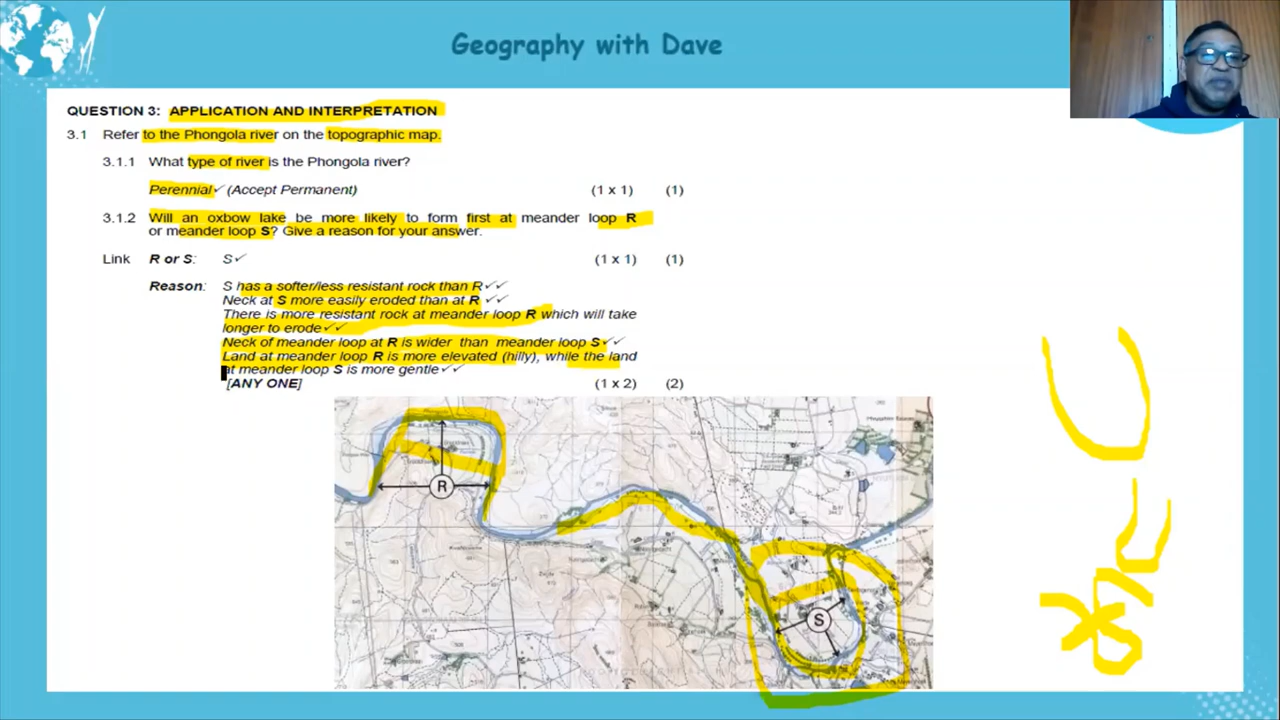 Geography with Dave
QUESTION 3: APPLICATION AND INTERPRETATION
3.1 Refer to the Phongola river on the topographic map.
3.1.1 What type of river is the Phongola river?
Perennial✓ (Accept Permanent) (1 x 1) (1)
3.1.2 Will an oxbow lake be more likely to form first at meander loop R
or meander loop S? Give a reason for your answer.
Link R or S: S✓ (1 x 1) (1)
Reason: S has a softer/less resistant rock than R✓✓
Neck at S more easily eroded than at R ✓✓
There is more resistant rock at meander loop R which will take
longer to erode✓✓
Neck of meander loop at R is wider than meander loop S✓✓
Land at meander loop R is more elevated (hilly), while the land
at meander loop S is more gentle✓✓
[ANY ONE] (1 x 2) (2)
R
S